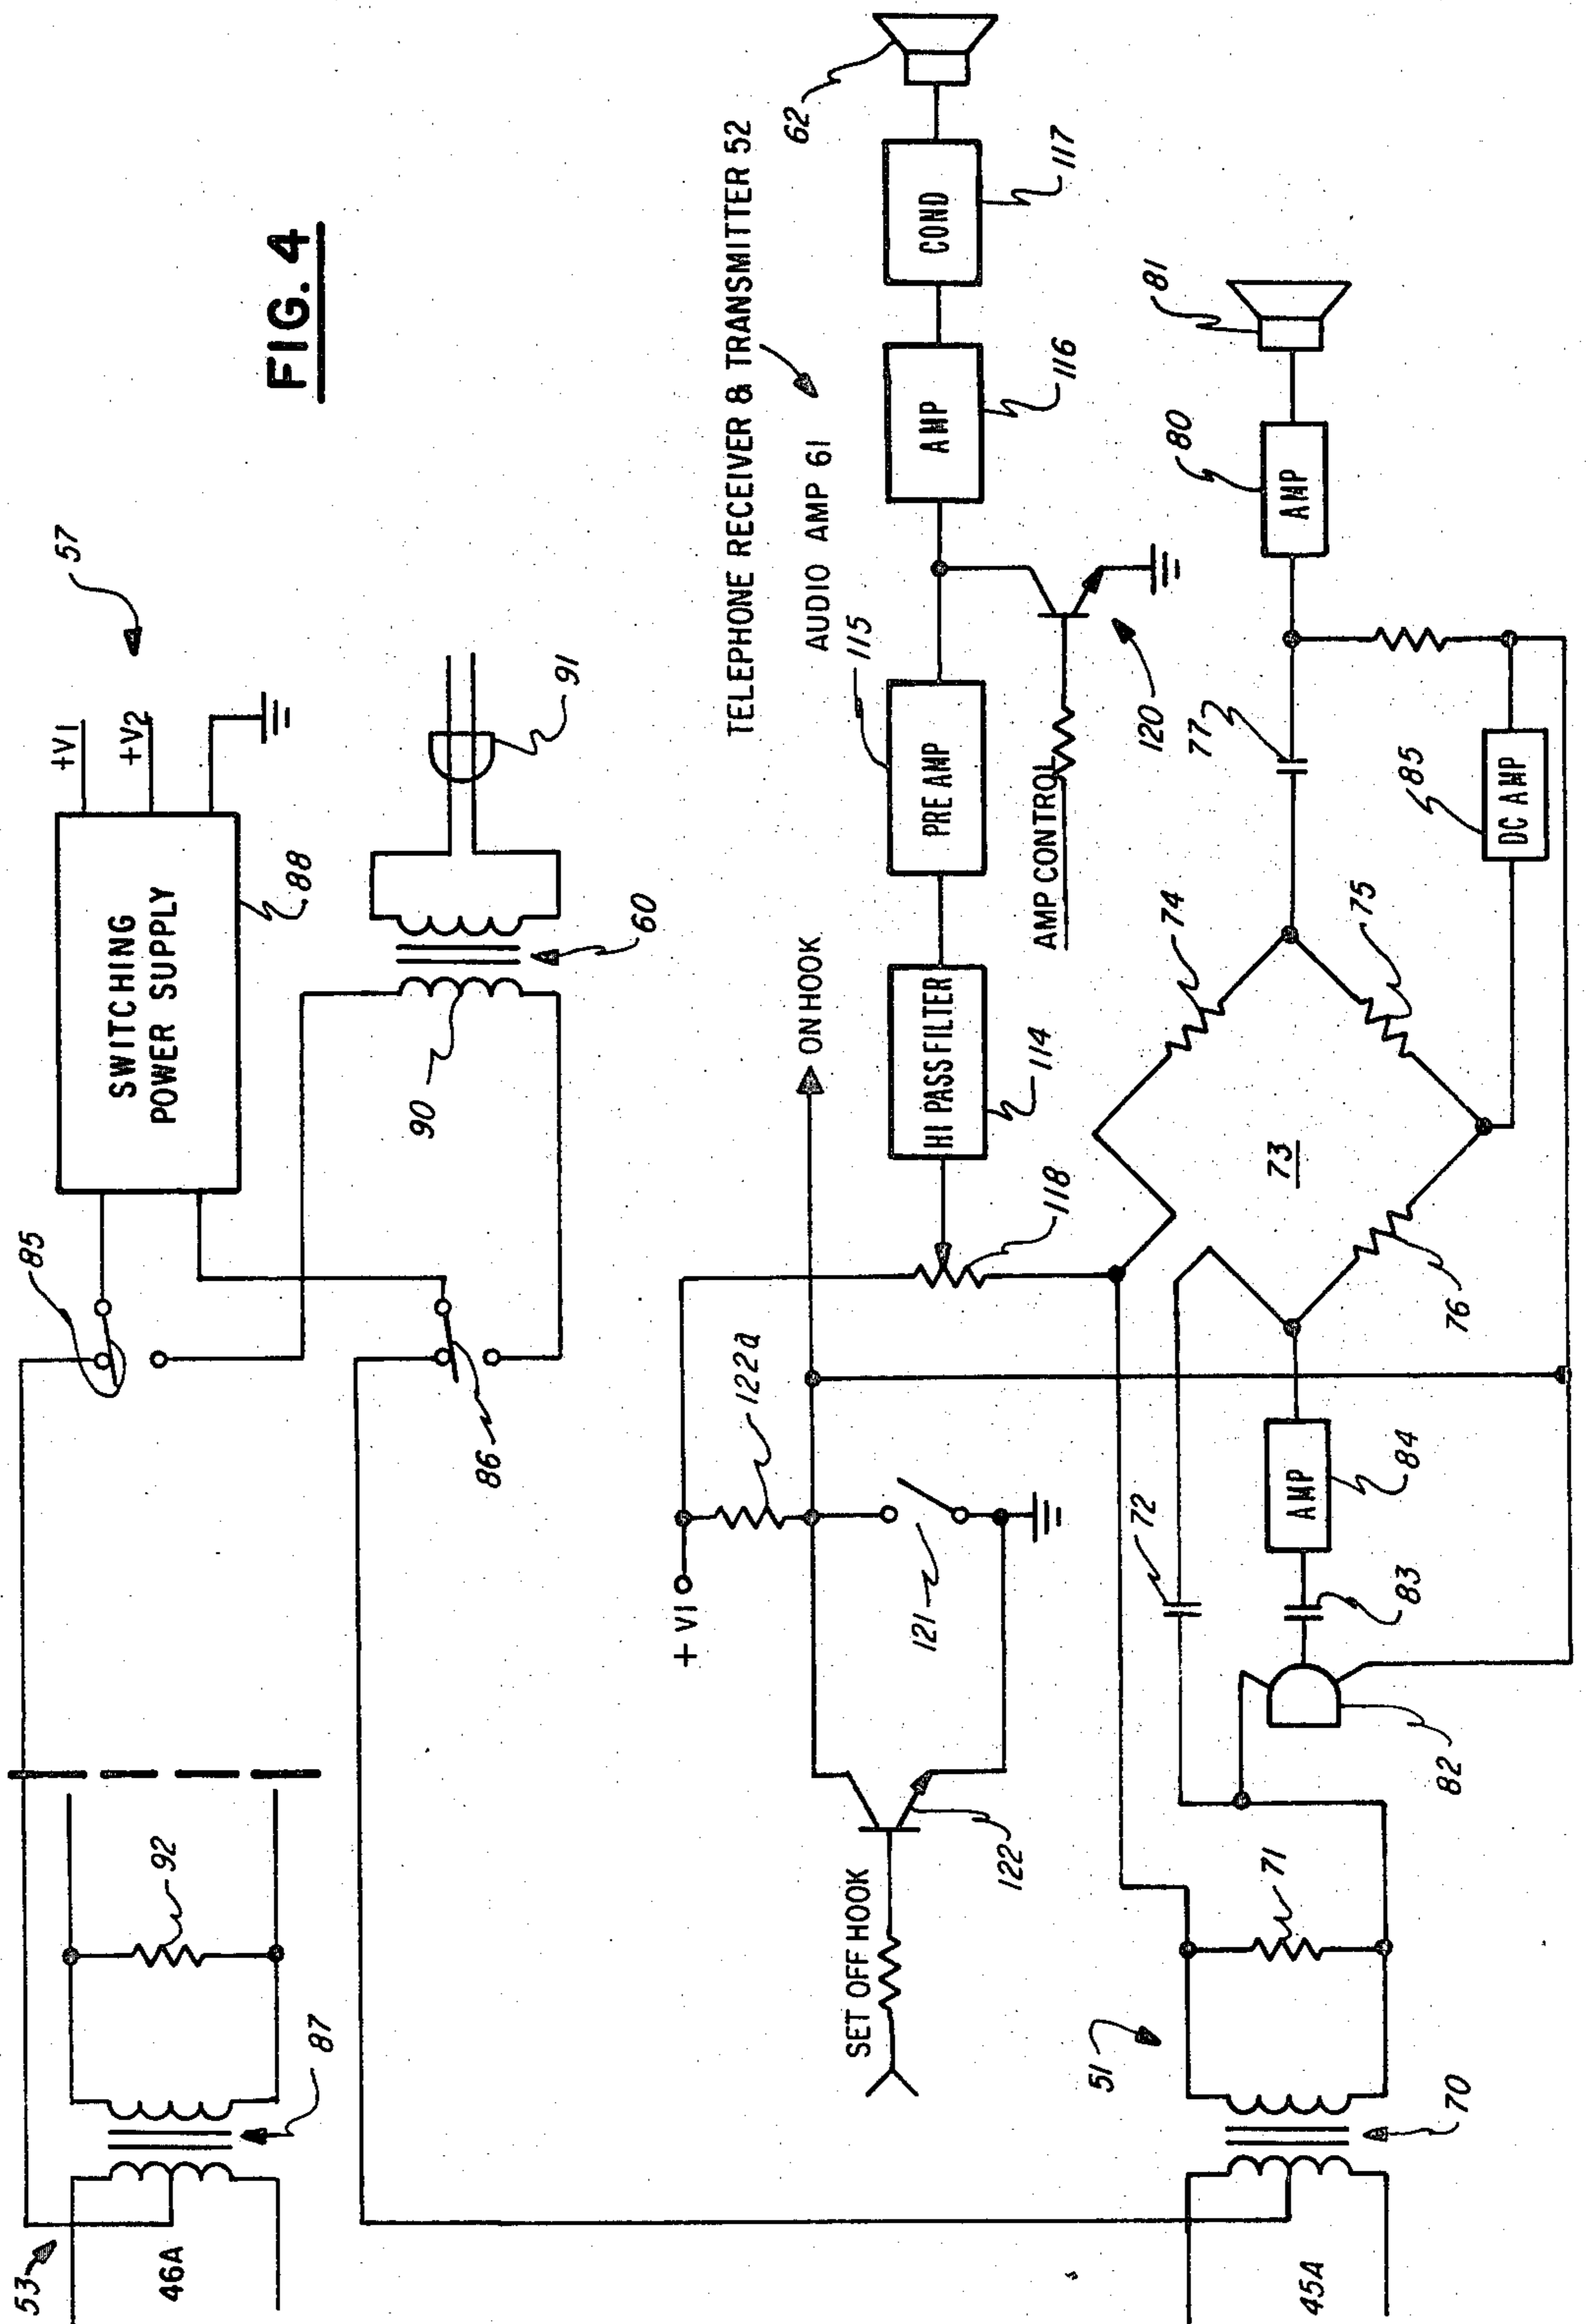 FIG. 4
53
46A
87
92
85
86
SWITCHING
POWER SUPPLY
88
+V1
+V2
57
90
60
91
TELEPHONE RECEIVER & TRANSMITTER 52
AUDIO AMP 61
+ V1
122a
121
122
SET OFF HOOK
ON HOOK
118
HI PASS FILTER
114
PRE AMP
115
AMP CONTROL
120
AMP
116
COND
117
62
51
45A
70
71
72
82
83
AMP
84
76
73
74
75
77
DC AMP
85
AMP
80
81